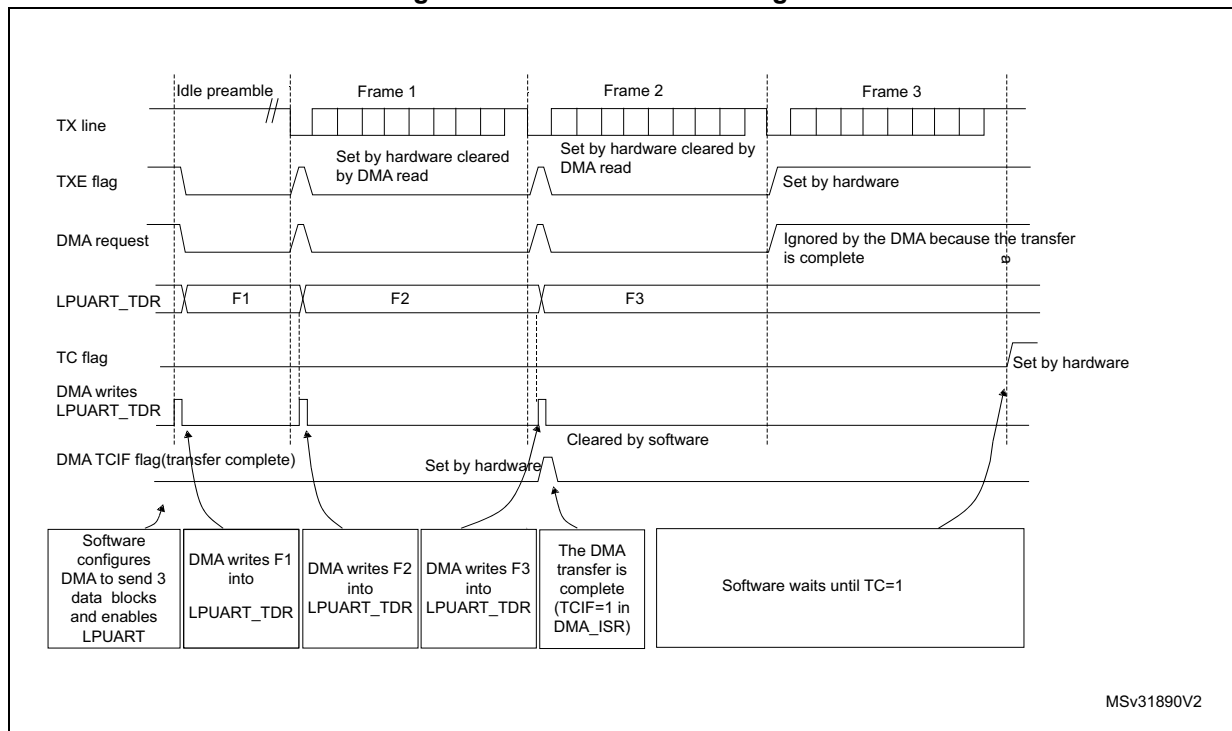 Idle preamble
Frame 1
Frame 2
Frame 3
TX line
Set by hardware cleared
by DMA read
Set by hardware cleared by
DMA read
TXE flag
Set by hardware
DMA request
Ignored by the DMA because the transfer
is complete
a
LPUART_TDR
F1
F2
F3
TC flag
Set by hardware
DMA writes
LPUART_TDR
Cleared by software
DMA TCIF flag(transfer complete)
Set by hardware
Software
configures
DMA to send 3
data blocks
and enables
LPUART
DMA writes F1
into
LPUART_TDR
DMA writes F2
into
LPUART_TDR
DMA writes F3
into
LPUART_TDR
The DMA
transfer is
complete
(TCIF=1 in
DMA_ISR)
Software waits until TC=1
MSv31890V2